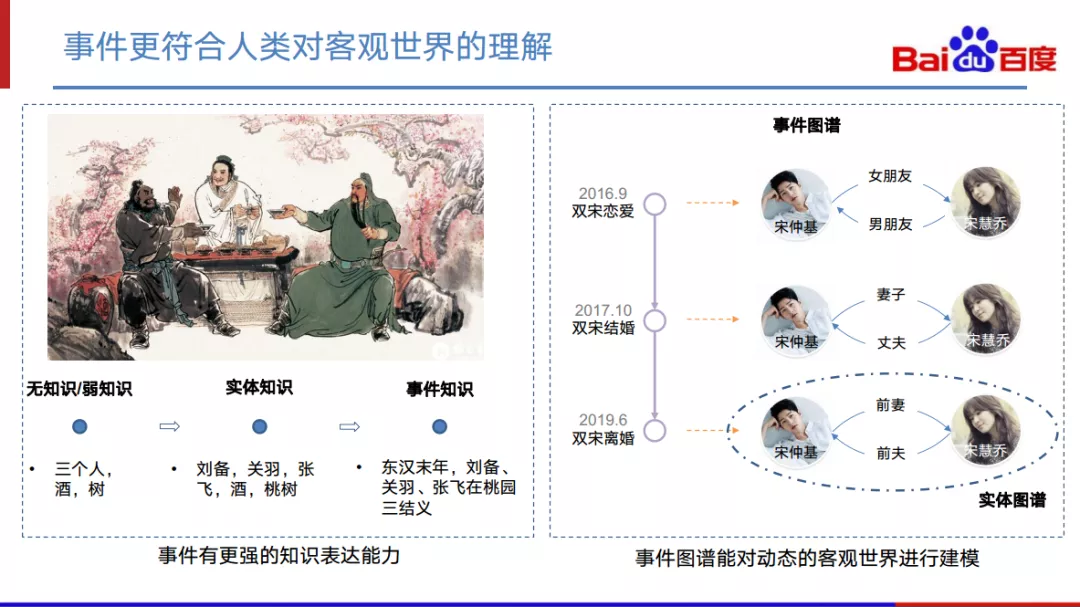 事件更符合人类对客观世界的理解
Baidu百度
无知识/弱知识
实体知识
事件知识
• 三个人，
酒，树
• 刘备，关羽，张
飞，酒，桃树
• 东汉末年，刘备、
关羽、张飞在桃园
三结义
事件有更强的知识表达能力
事件图谱
2016.9
双宋恋爱
宋仲基
女朋友
男朋友
宋慧乔
2017.10
双宋结婚
宋仲基
妻子
丈夫
宋慧乔
2019.6
双宋离婚
宋仲基
前妻
前夫
宋慧乔
实体图谱
事件图谱能对动态的客观世界进行建模